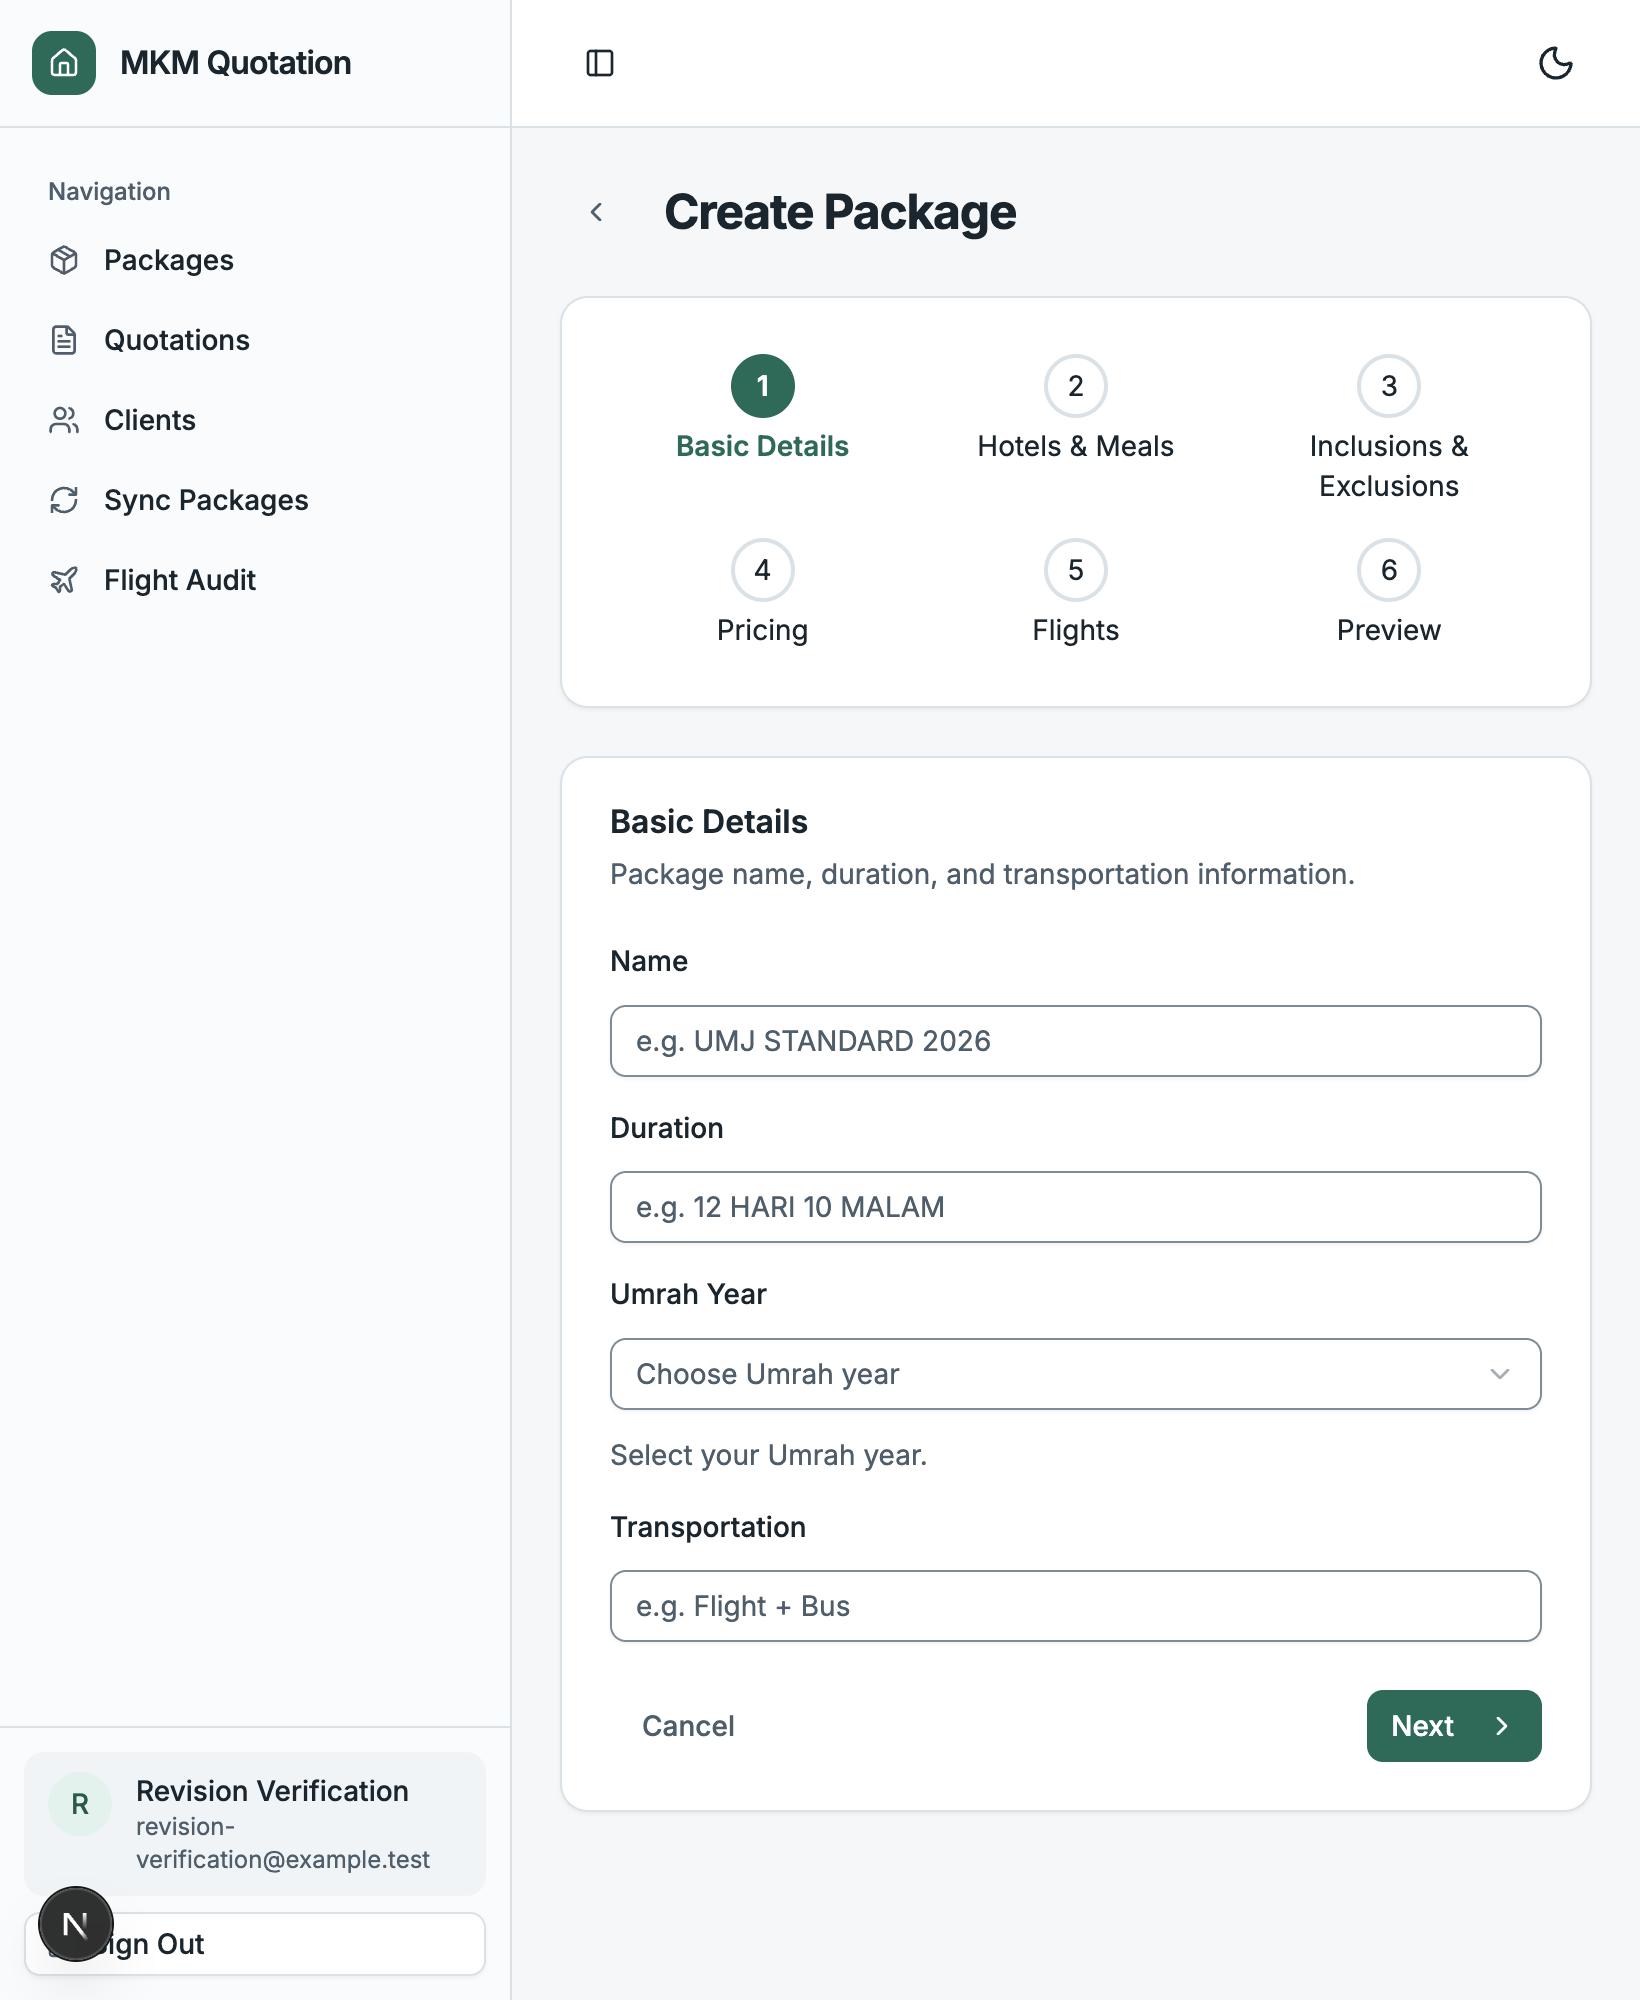 MKM Quotation
Navigation
Packages
Quotations
Clients
Sync Packages
Flight Audit
Revision Verification
revision-
verification@example.test
R
N
ign Out
Create Package
1
Basic Details
2
Hotels & Meals
3
Inclusions &
Exclusions
4
Pricing
5
Flights
6
Preview
Basic Details
Package name, duration, and transportation information.
Name
e.g. UMJ STANDARD 2026
Duration
e.g. 12 HARI 10 MALAM
Umrah Year
Choose Umrah year
Select your Umrah year.
Transportation
e.g. Flight + Bus
Cancel
Next